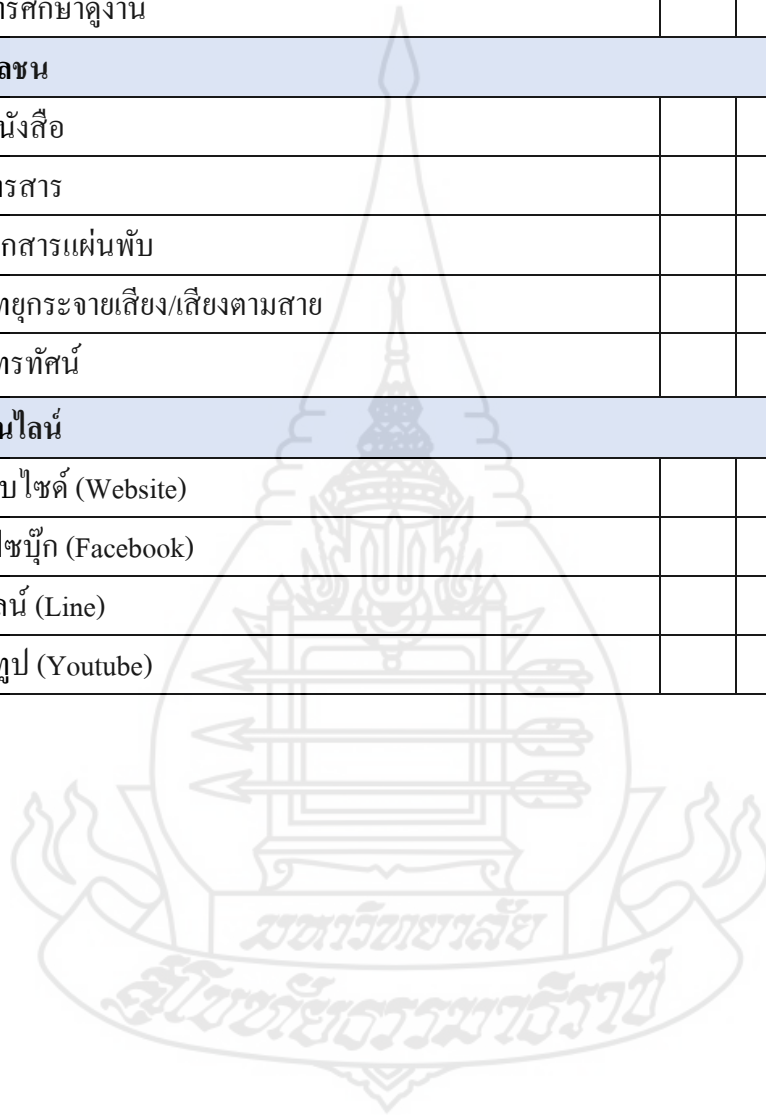 ารศึกษาดูงาน
ลชน
นังสือ
ารสาร
กสารแผ่นพับ
ทยุกระจายเสียง/เสียงตามสาย
ทรทัศน์
นไลน์
บไซด์ (Website)
ฟซบุ๊ก (Facebook)
ลน์ (Line)
ทูป (Youtube)
มหาวิทยาลัย
สุโขทัยธรรมาธิราช